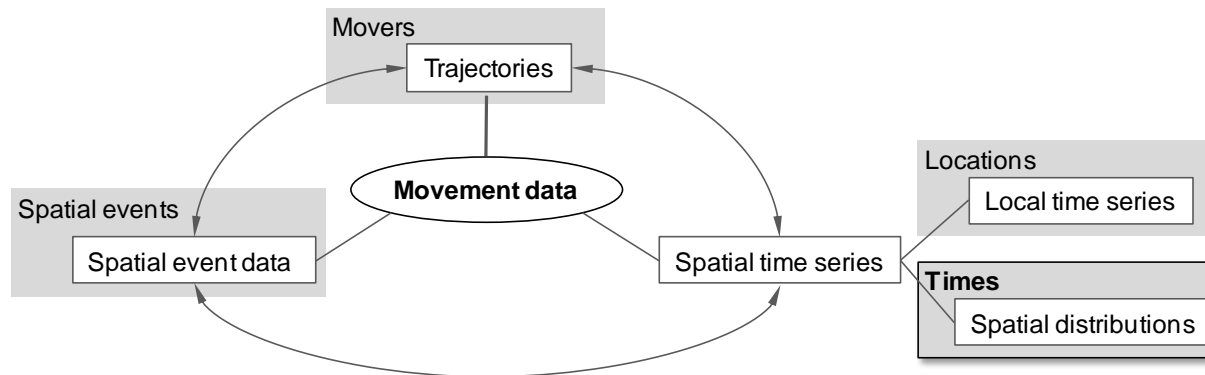 Movers
Trajectories
Locations
Movement data
Local time series
Spatial events
Spatial event data
Spatial time series
Times
Spatial distributions